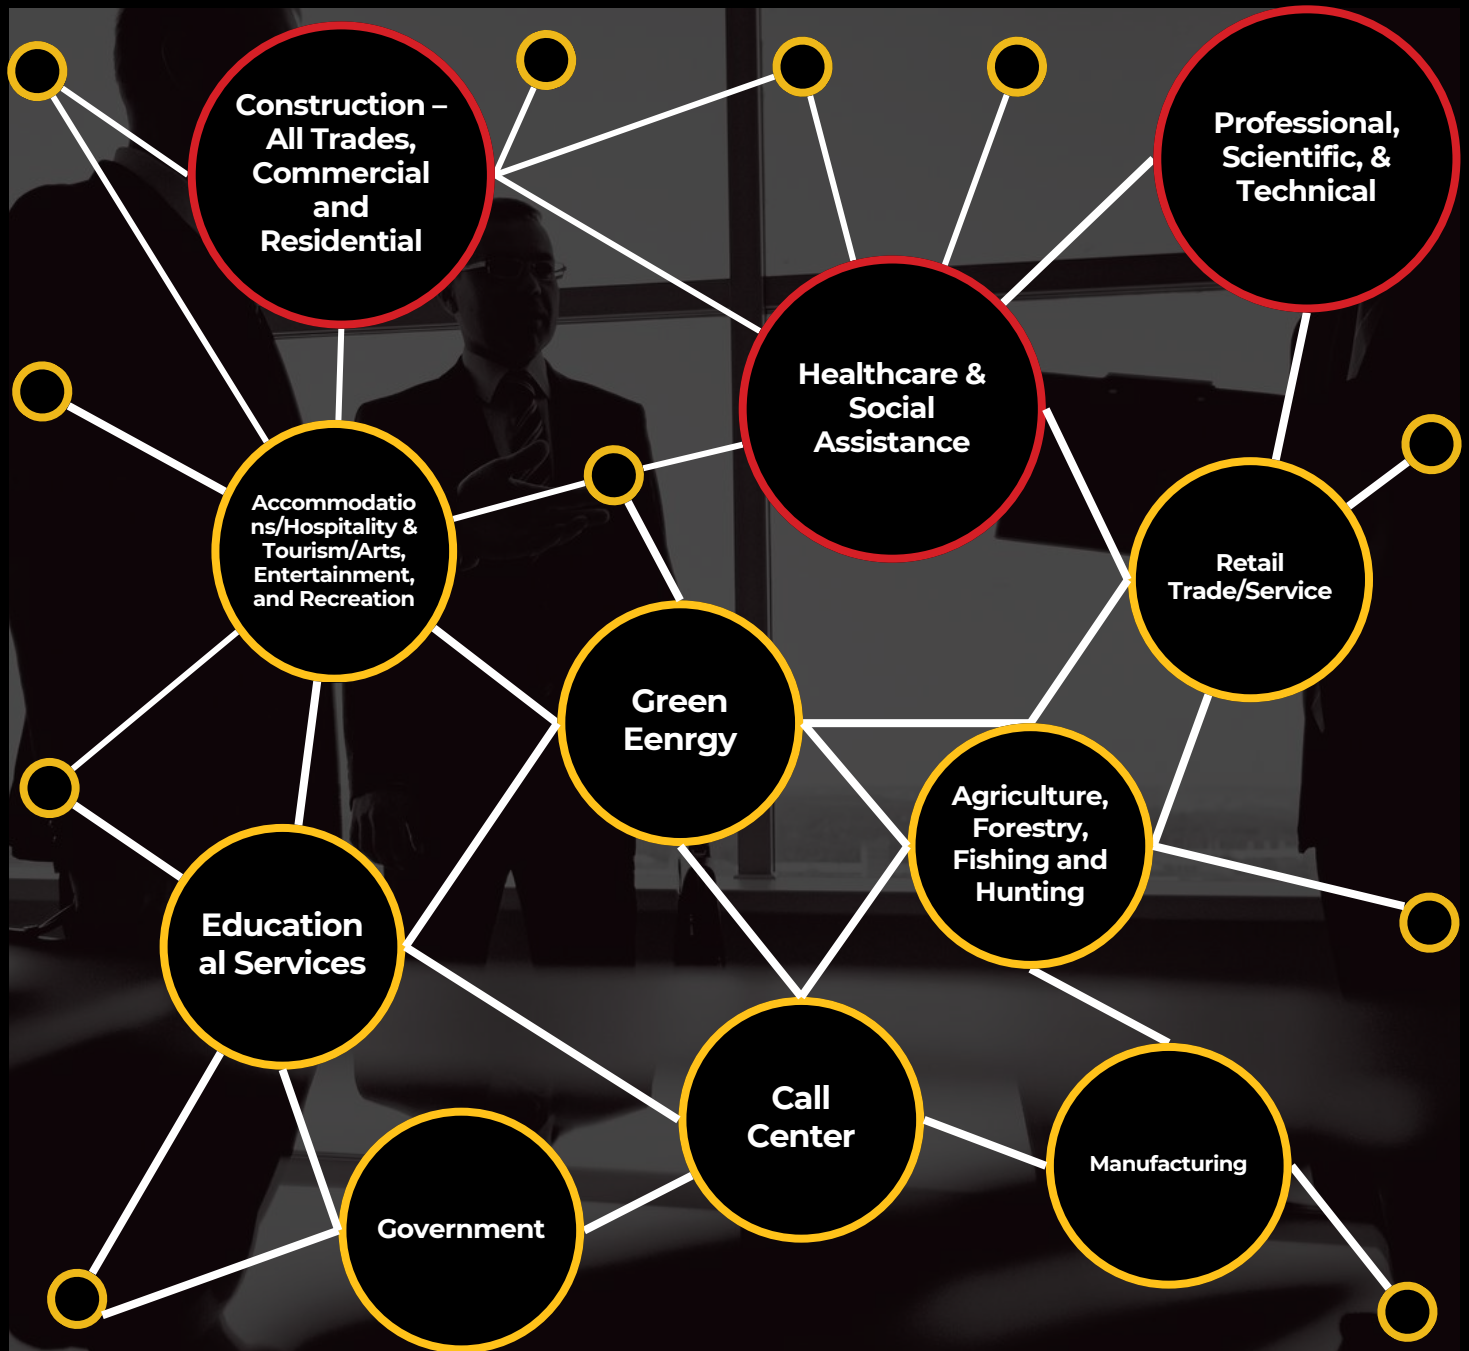 Construction –
All Trades,
Commercial
and
Residential
Professional,
Scientific, &
Technical
Healthcare &
Social
Assistance
Accommodatio
ns/Hospitality &
Tourism/Arts,
Entertainment,
and Recreation
Retail
Trade/Service
Green
Eenrgy
Agriculture,
Forestry,
Fishing and
Hunting
Education
al Services
Call
Center
Manufacturing
Government